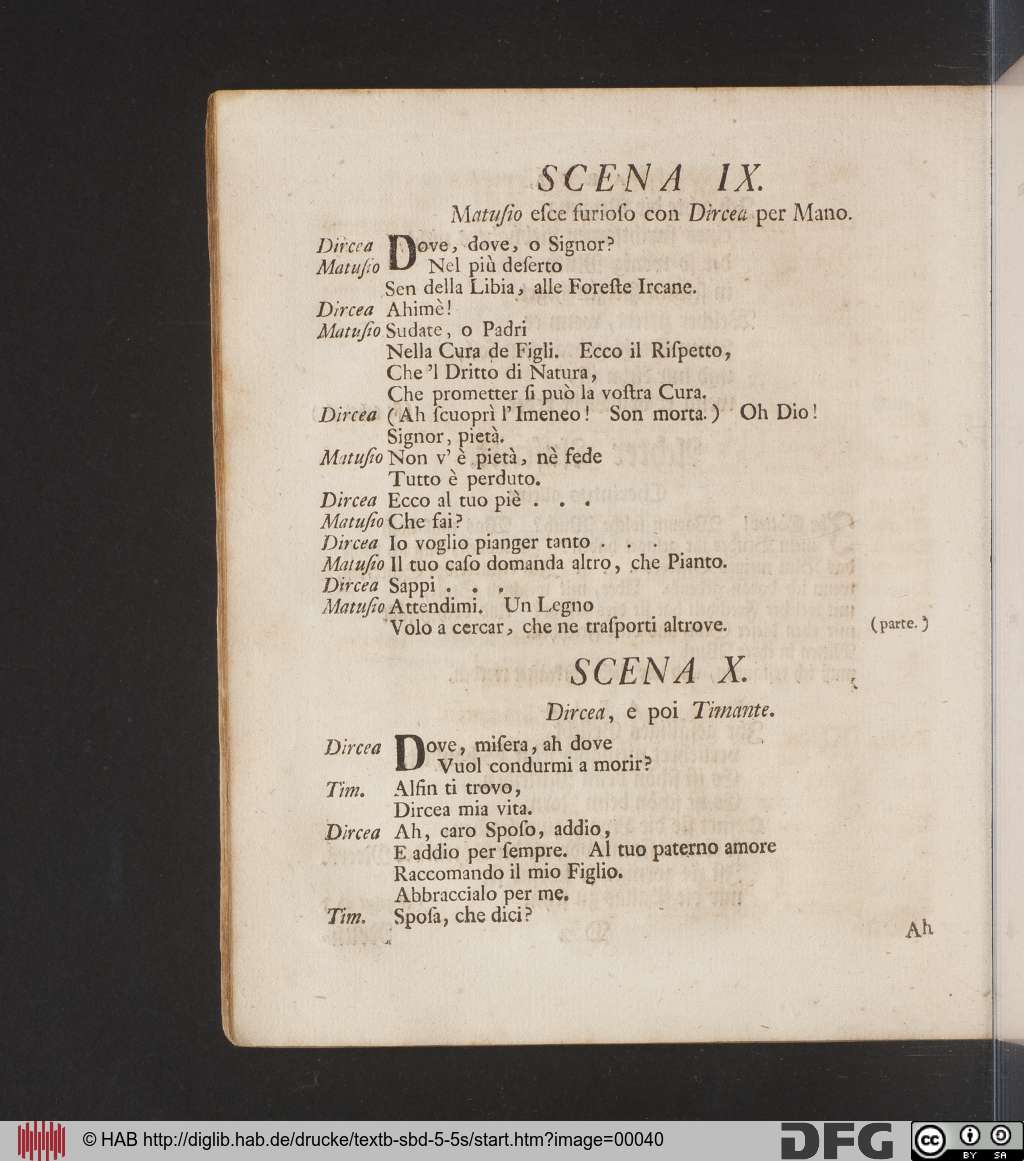 SCENA IX.
Matuſio eſce furioſo con Dircea per Mano.
Dircea Dove, dove, o Signor?
Matuſio Nel più deſerto
Sen della Libia, alle Foreſte Ircane.
Dircea Ahimè!
Matuſio Sudate, o Padri
Nella Cura de Figli. Ecco il Riſpetto,
Che 'l Dritto di Natura,
Che prometter ſi può la voſtra Cura.
Dircea (Ah ſcuoprì l' Imeneo! Son morta.) Oh Dio!
Signor, pietà.
Matuſio Non v' è pietà, nè fede
Tutto è perduto.
Dircea Ecco al tuo piè . . .
Matuſio Che fai?
Dircea Io voglio pianger tanto . . .
Matuſio Il tuo caſo domanda altro, che Pianto.
Dircea Sappi . . .
Matuſio Attendimi. Un Legno
Volo a cercar, che ne traſporti altrove. (parte.)
SCENA X.
Dircea, e poi Timante.
Dircea Dove, miſera, ah dove
Vuol condurmi a morir?
Tim. Alfin ti trovo,
Dircea mia vita.
Dircea Ah, caro Spoſo, addio,
E addio per ſempre. Al tuo paterno amore
Raccomando il mio Figlio.
Abbraccialo per me.
Tim. Spoſa, che dici?
Ah
© HAB http://diglib.hab.de/drucke/textb-sbd-5-5s/start.htm?image=00040
DFG
cc BY SA